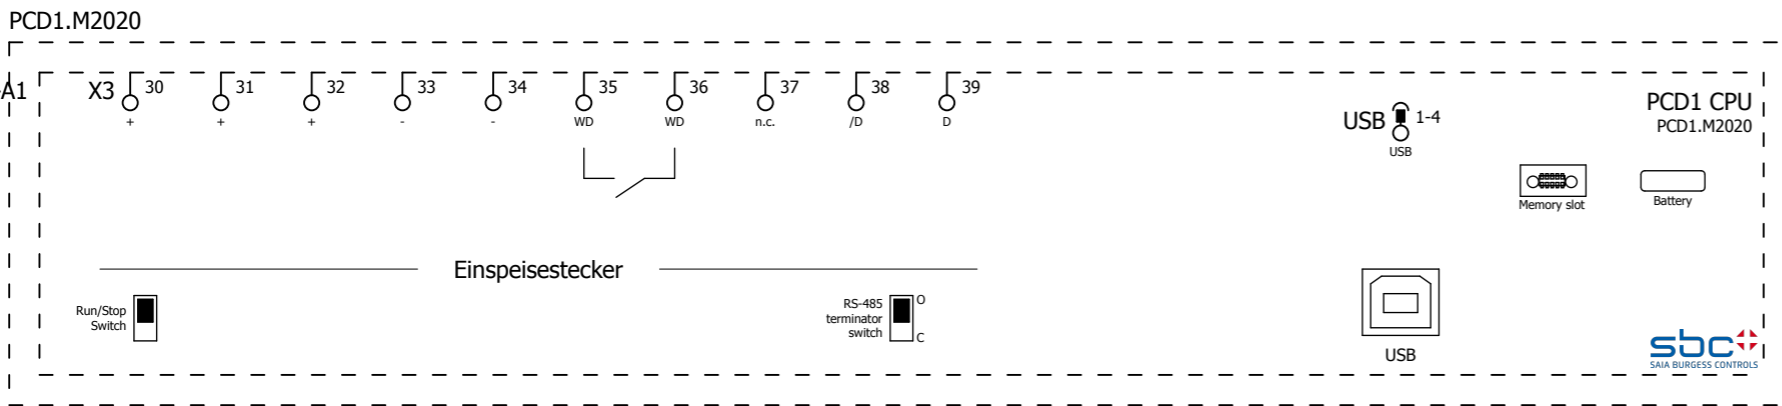 PCD1.M2020
-A1
X3 30 31 32 33 34 35 36 37 38 39
+ + + - - WD WD n.c. /D D
USB 1-4
USB
PCD1 CPU
PCD1.M2020
Memory slot
Battery
Einspeisestecker
Run/Stop
Switch
RS-485
terminator
switch
O
C
USB
sbc
SAIA BURGESS CONTROLS